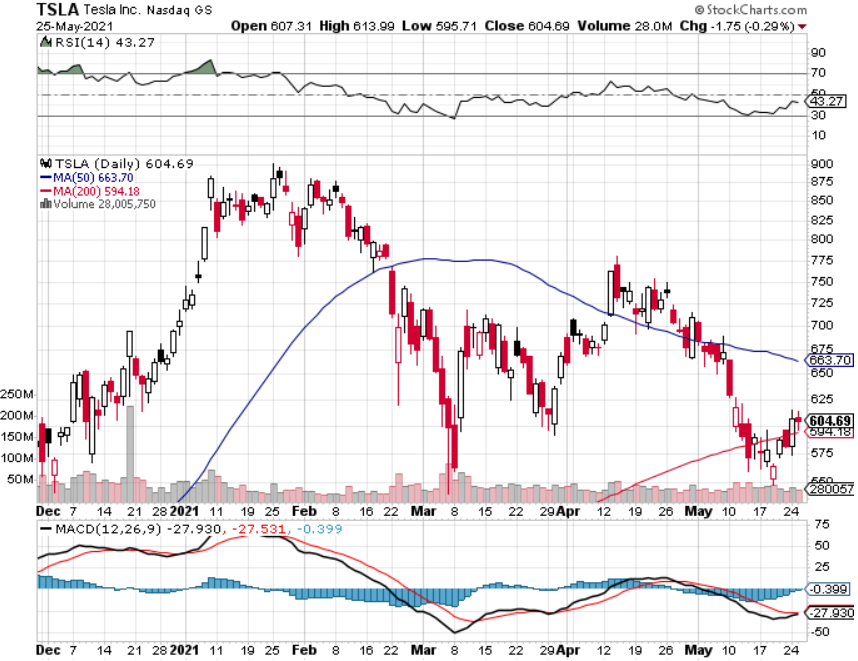 TSLA Tesla Inc. Nasdaq GS
© StockCharts.com
25-May-2021
Open 607.31 High 613.99 Low 595.71 Close 604.69 Volume 28.0M Chg -1.75 (-0.29%)
RSI(14) 43.27
90
70
50
43.27
30
10
TSLA (Daily) 604.69
MA(50) 663.70
MA(200) 594.18
Volume 28,005,750
900
875
850
825
800
775
750
725
700
675
663.70
650
625
604.69
594.18
575
550
280057
250M
200M
150M
100M
50M
Dec 7 14 21 28 2021 11 19 25 Feb 8 16 22 Mar 8 15 22 29 Apr 12 19 26 May 10 17 24
MACD(12,26,9) -27.930, -27.531, -0.399
75
50
25
-0.399
-27.930
-50
Dec 7 14 21 28 2021 11 19 25 Feb 8 16 22 Mar 8 15 22 29 Apr 12 19 26 May 10 17 24